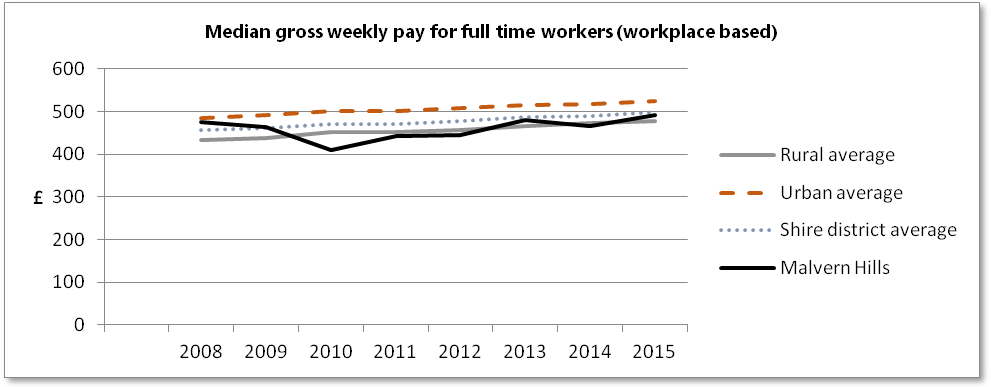 Median gross weekly pay for full time workers (workplace based)
600
500
400
300
200
100
0
£
2008 2009 2010 2011 2012 2013 2014 2015
Rural average
Urban average
Shire district average
Malvern Hills